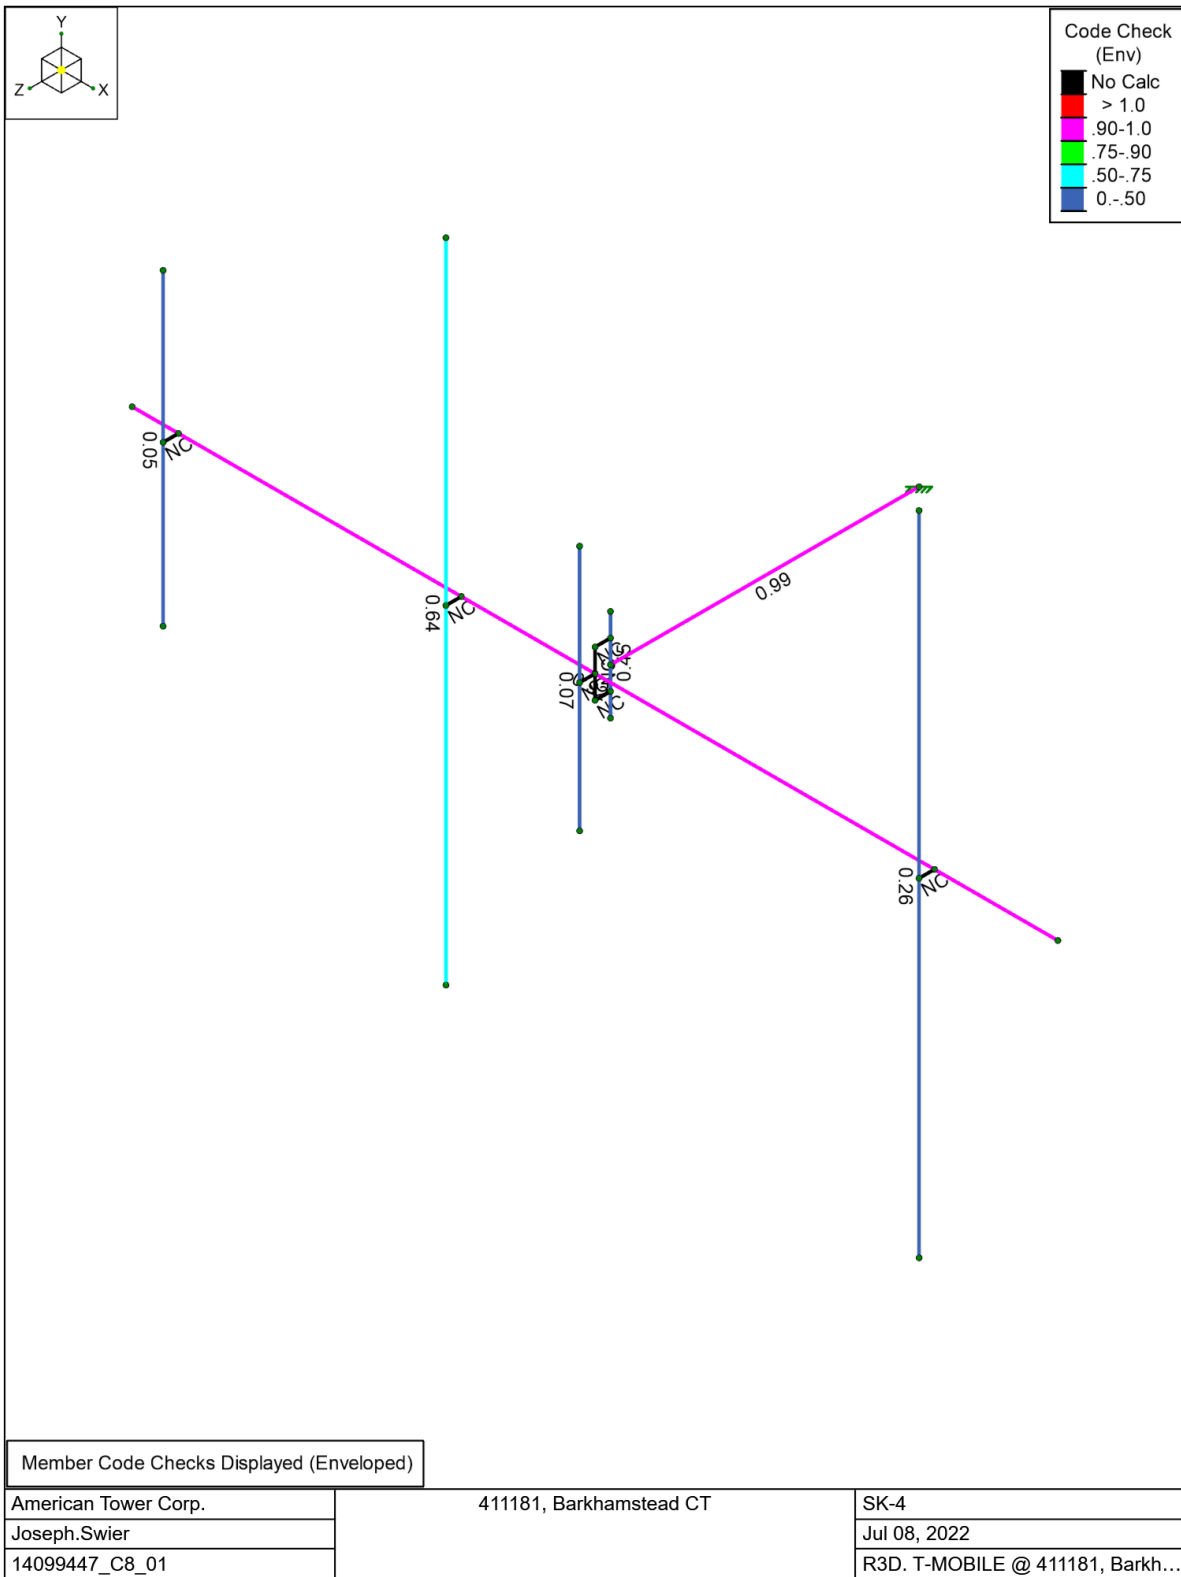 Y
Z
X
Code Check
(Env)
No Calc
> 1.0
.90-1.0
.75-.90
.50-.75
0.-.50
0.05
NC
0.64
NC
0.99
0.45
0.07
NC
0.26
NC
Member Code Checks Displayed (Enveloped)
American Tower Corp.
411181, Barkhamstead CT
SK-4
Joseph.Swier
Jul 08, 2022
14099447_C8_01
R3D. T-MOBILE @ 411181, Barkh...